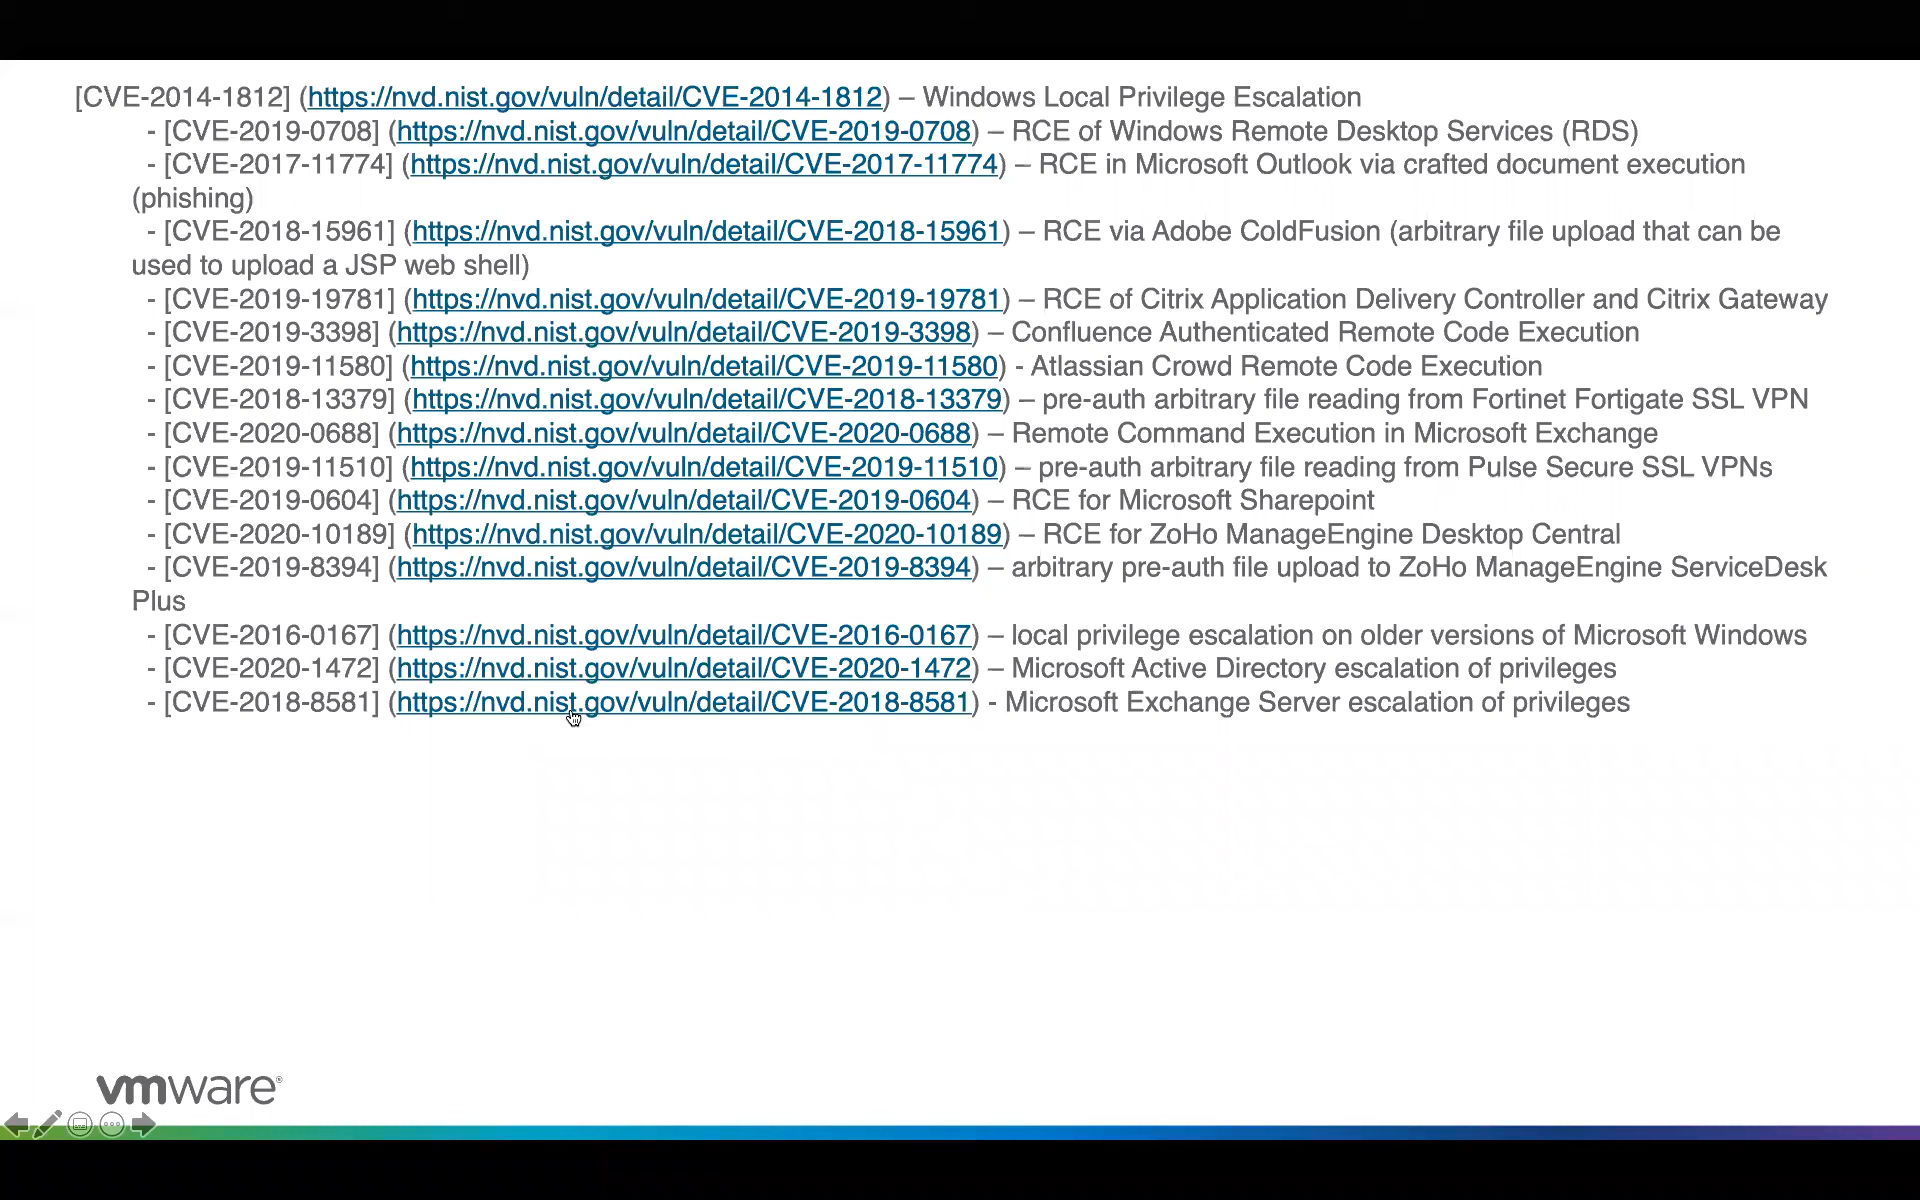 [CVE-2014-1812] (https://nvd.nist.gov/vuln/detail/CVE-2014-1812) – Windows Local Privilege Escalation
- [CVE-2019-0708] (https://nvd.nist.gov/vuln/detail/CVE-2019-0708) – RCE of Windows Remote Desktop Services (RDS)
- [CVE-2017-11774] (https://nvd.nist.gov/vuln/detail/CVE-2017-11774) – RCE in Microsoft Outlook via crafted document execution
(phishing)
- [CVE-2018-15961] (https://nvd.nist.gov/vuln/detail/CVE-2018-15961) – RCE via Adobe ColdFusion (arbitrary file upload that can be
used to upload a JSP web shell)
- [CVE-2019-19781] (https://nvd.nist.gov/vuln/detail/CVE-2019-19781) – RCE of Citrix Application Delivery Controller and Citrix Gateway
- [CVE-2019-3398] (https://nvd.nist.gov/vuln/detail/CVE-2019-3398) – Confluence Authenticated Remote Code Execution
- [CVE-2019-11580] (https://nvd.nist.gov/vuln/detail/CVE-2019-11580) - Atlassian Crowd Remote Code Execution
- [CVE-2018-13379] (https://nvd.nist.gov/vuln/detail/CVE-2018-13379) – pre-auth arbitrary file reading from Fortinet Fortigate SSL VPN
- [CVE-2020-0688] (https://nvd.nist.gov/vuln/detail/CVE-2020-0688) – Remote Command Execution in Microsoft Exchange
- [CVE-2019-11510] (https://nvd.nist.gov/vuln/detail/CVE-2019-11510) – pre-auth arbitrary file reading from Pulse Secure SSL VPNs
- [CVE-2019-0604] (https://nvd.nist.gov/vuln/detail/CVE-2019-0604) – RCE for Microsoft Sharepoint
- [CVE-2020-10189] (https://nvd.nist.gov/vuln/detail/CVE-2020-10189) – RCE for ZoHo ManageEngine Desktop Central
- [CVE-2019-8394] (https://nvd.nist.gov/vuln/detail/CVE-2019-8394) – arbitrary pre-auth file upload to ZoHo ManageEngine ServiceDesk
Plus
- [CVE-2016-0167] (https://nvd.nist.gov/vuln/detail/CVE-2016-0167) – local privilege escalation on older versions of Microsoft Windows
- [CVE-2020-1472] (https://nvd.nist.gov/vuln/detail/CVE-2020-1472) – Microsoft Active Directory escalation of privileges
- [CVE-2018-8581] (https://nvd.nist.gov/vuln/detail/CVE-2018-8581) - Microsoft Exchange Server escalation of privileges
vmware®